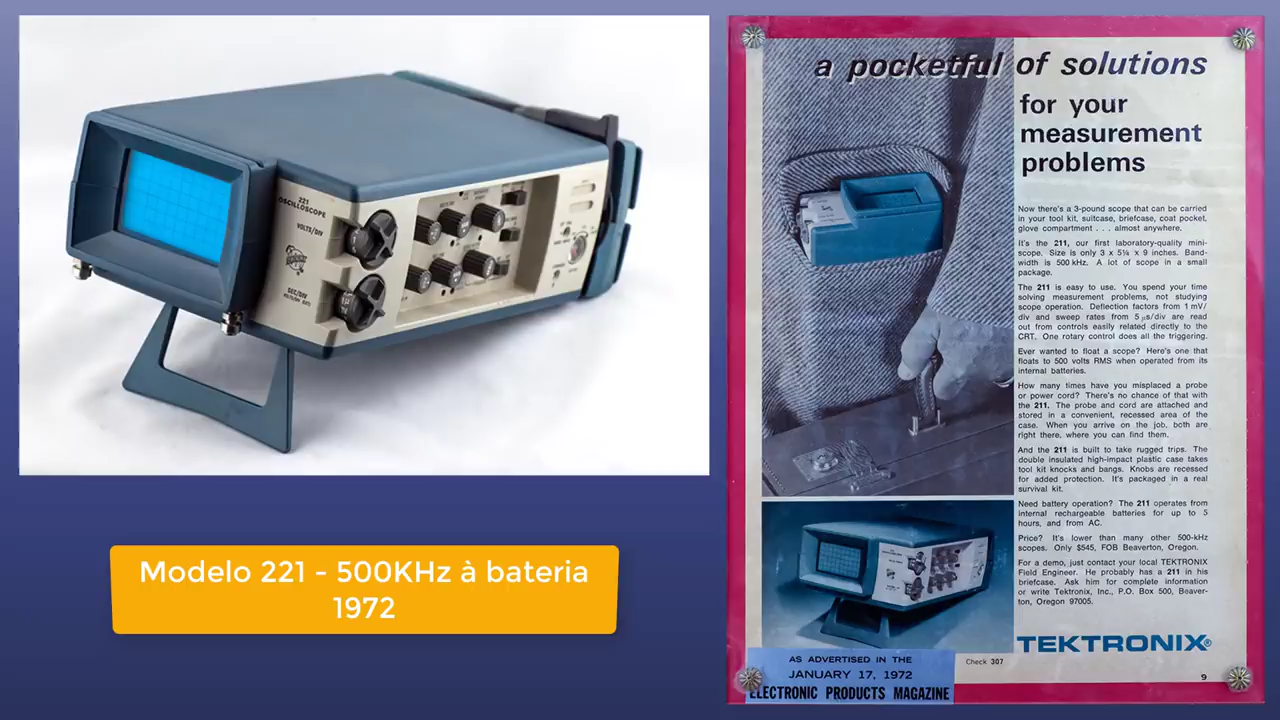 221
OSCILLOSCOPE
VOLTS/DIV
SEC/DIV
Modelo 221 - 500KHz à bateria
1972
a pocketful of solutions
for your
measurement
problems
Now there's a 3-pound scope that can be carried
in your tool kit, suitcase, briefcase, coat pocket,
glove compartment . . . almost anywhere.
It's the 211, our first laboratory-quality mini-
scope. Size is only 3 x 5¼ x 9 inches. Band-
width is 500 kHz. A lot of scope in a small
package.
The 211 is easy to use. You spend your time
solving measurement problems, not studying
scope operation. Deflection factors from 1 mV/
div and sweep rates from 5 µs/div are read
out from controls easily related directly to the
CRT. One rotary control does all the triggering.
Ever wanted to float a scope? Here's one that
floats to 500 volts RMS when operated from its
internal batteries.
How many times have you misplaced a probe
or power cord? There's no chance of that with
the 211. The probe and cord are attached and
stored in a convenient, recessed area of the
case. When you arrive on the job, both are
right there, where you can find them.
And the 211 is built to take rugged trips. The
double insulated high-impact plastic case takes
tool kit knocks and bangs. Knobs are recessed
for added protection. It's packaged in a real
survival kit.
Need battery operation? The 211 operates from
internal rechargeable batteries for up to 5
hours, and from AC.
Price? It's lower than many other 500-kHz
scopes. Only $545, FOB Beaverton, Oregon.
For a demo, just contact your local TEKTRONIX
Field Engineer. He probably has a 211 in his
briefcase. Ask him for complete information
or write Tektronix, Inc., P.O. Box 500, Beaver-
ton, Oregon 97005.
TEKTRONIX®
Check 307
9
AS ADVERTISED IN THE
JANUARY 17, 1972
ELECTRONIC PRODUCTS MAGAZINE